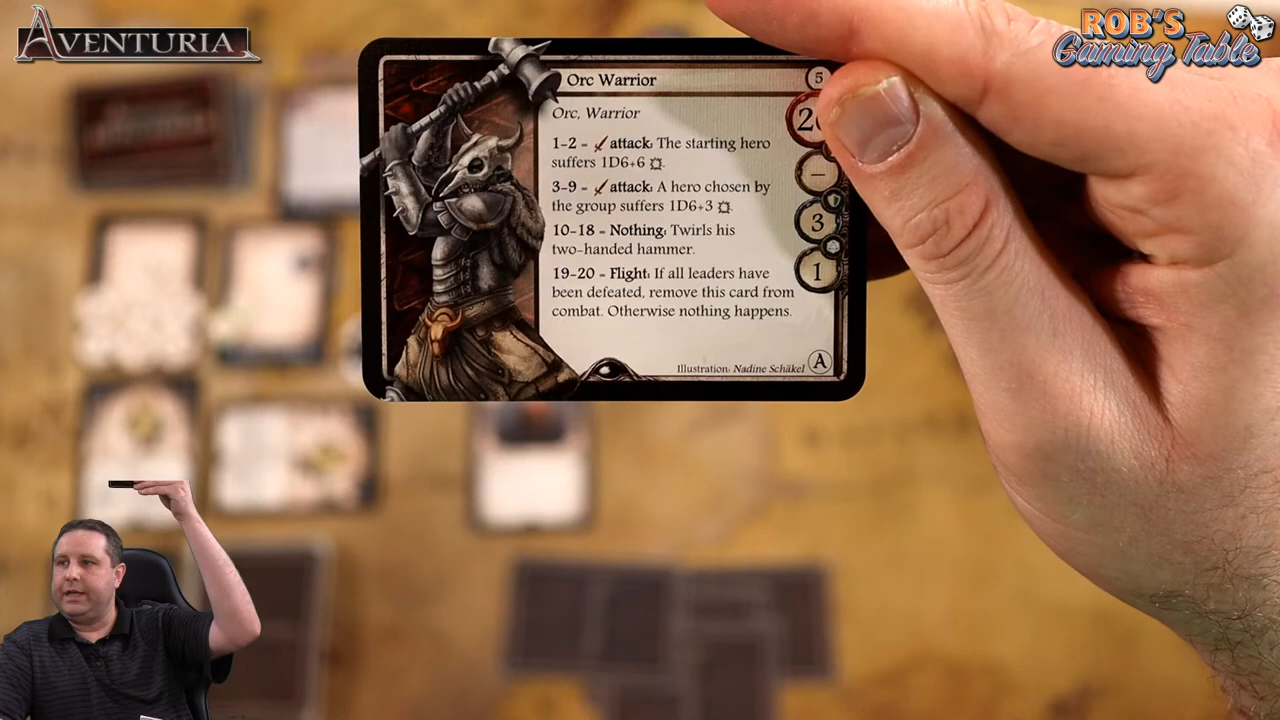 AVENTURIA
ROB'S
Gaming Table
Orc Warrior
5
Orc, Warrior
1-2 = attack: The starting hero
suffers 1D6+6
3-9 = attack: A hero chosen by
the group suffers 1D6+3
10-18 = Nothing: Twirls his
two-handed hammer.
19-20 = Flight: If all leaders have
been defeated, remove this card from
combat. Otherwise nothing happens.
–
3
1
Illustration: Nadine Schäkel
A